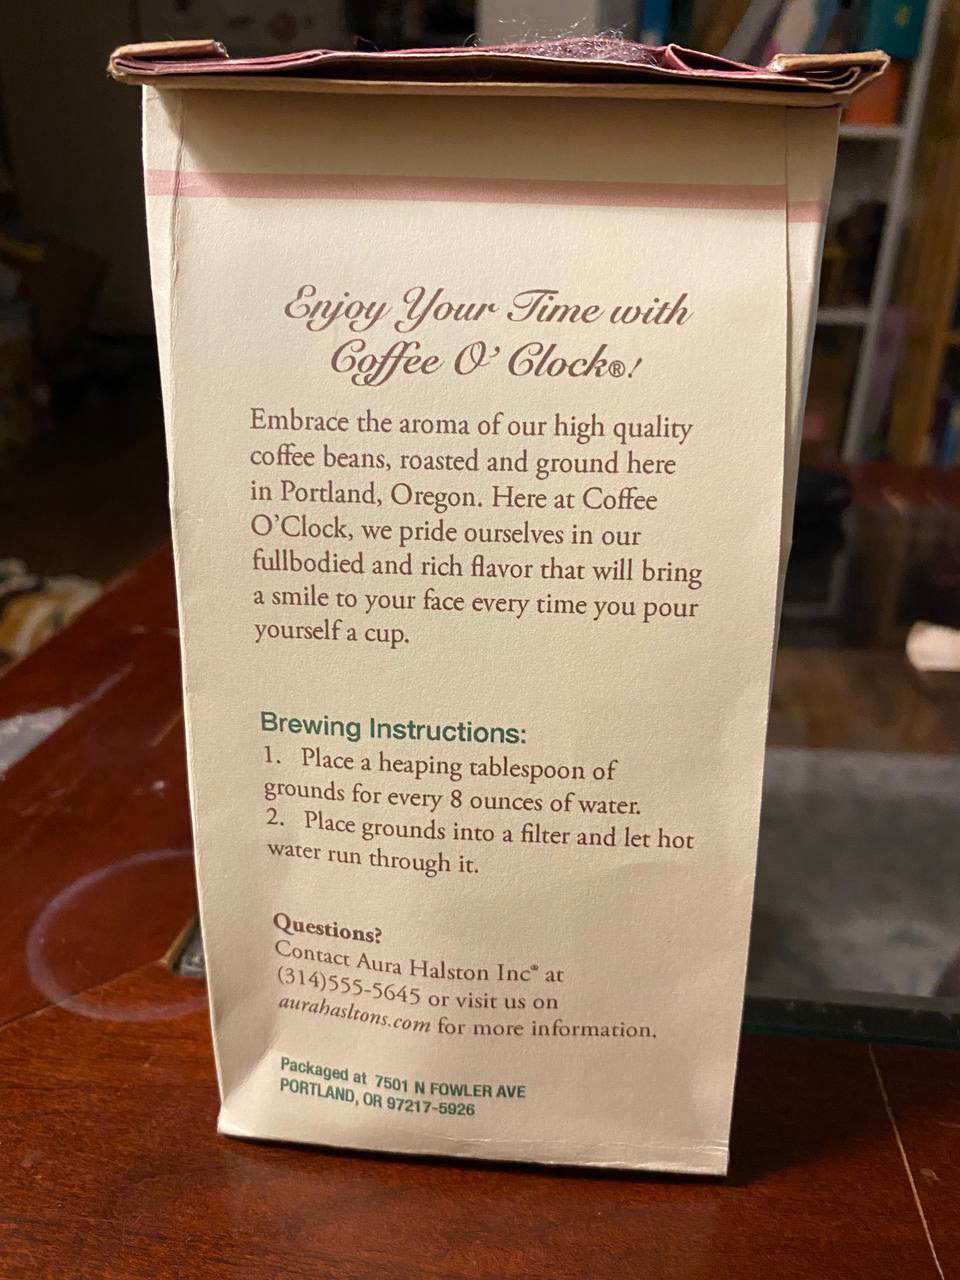 Enjoy Your Time with
Coffee O' Clock®!
Embrace the aroma of our high quality
coffee beans, roasted and ground here
in Portland, Oregon. Here at Coffee
O'Clock, we pride ourselves in our
fullbodied and rich flavor that will bring
a smile to your face every time you pour
yourself a cup.
Brewing Instructions:
1. Place a heaping tablespoon of
grounds for every 8 ounces of water.
2. Place grounds into a filter and let hot
water run through it.
Questions?
Contact Aura Halston Inc® at
(314)555-5645 or visit us on
aurahasltons.com for more information.
Packaged at 7501 N FOWLER AVE
PORTLAND, OR 97217-5926